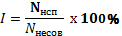 I = Nнсп / Nнесов х 100%